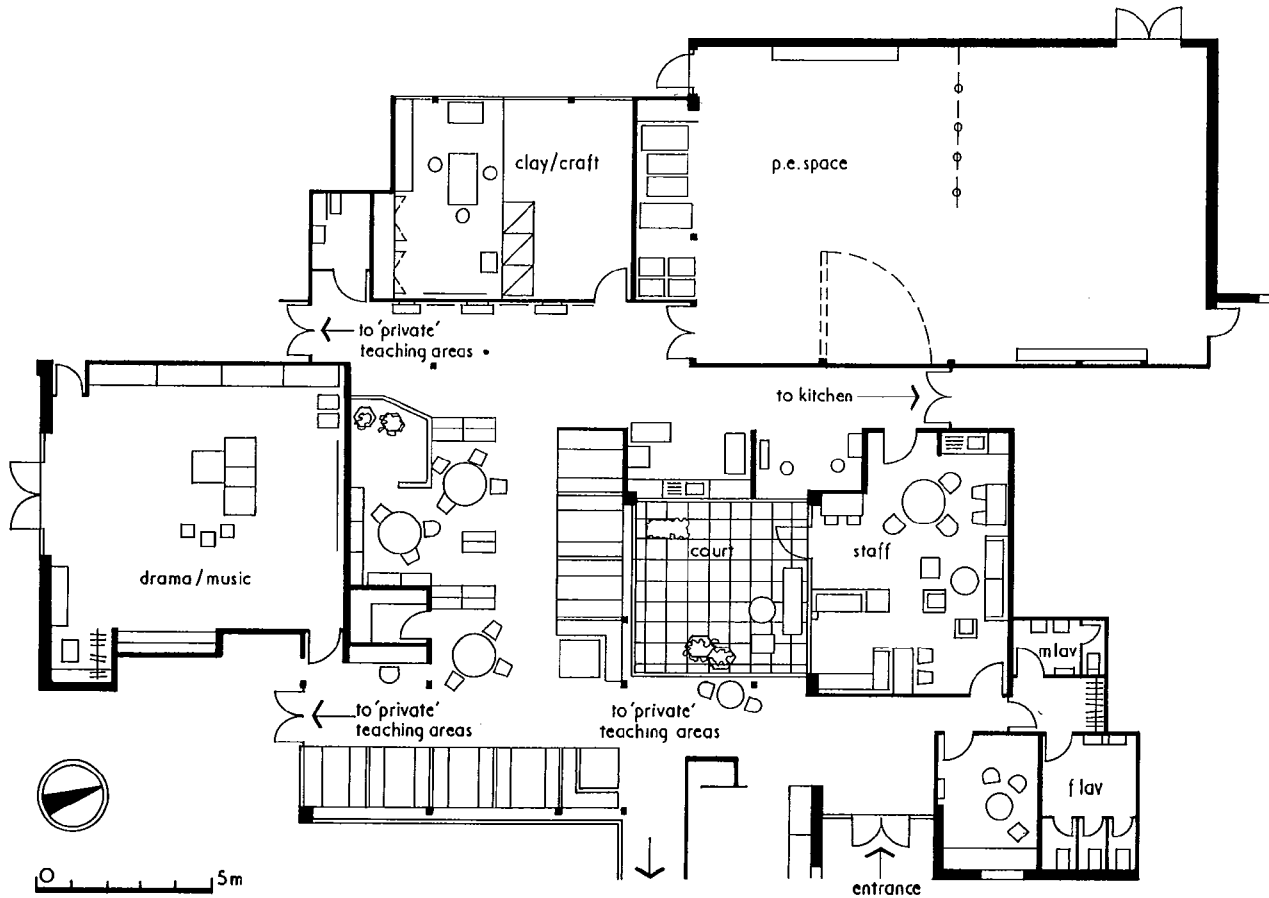 clay/craft
p.e.space
to 'private'
teaching areas
to kitchen
court
staff
drama/music
m lav
to 'private'
teaching areas
to 'private'
teaching areas
f lav
0
5m
entrance